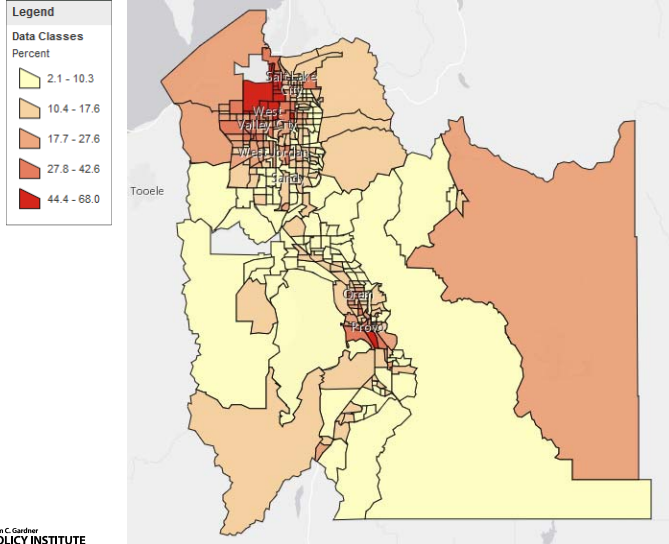 Legend
Data Classes
Percent
2.1 - 10.3
10.4 - 17.6
17.7 - 27.6
27.8 - 42.6
44.4 - 68.0
Salt Lake
City
West
Valley City
West Jordan
Sandy
Tooele
Orem
Provo
n C. Gardner
OLICY INSTITUTE